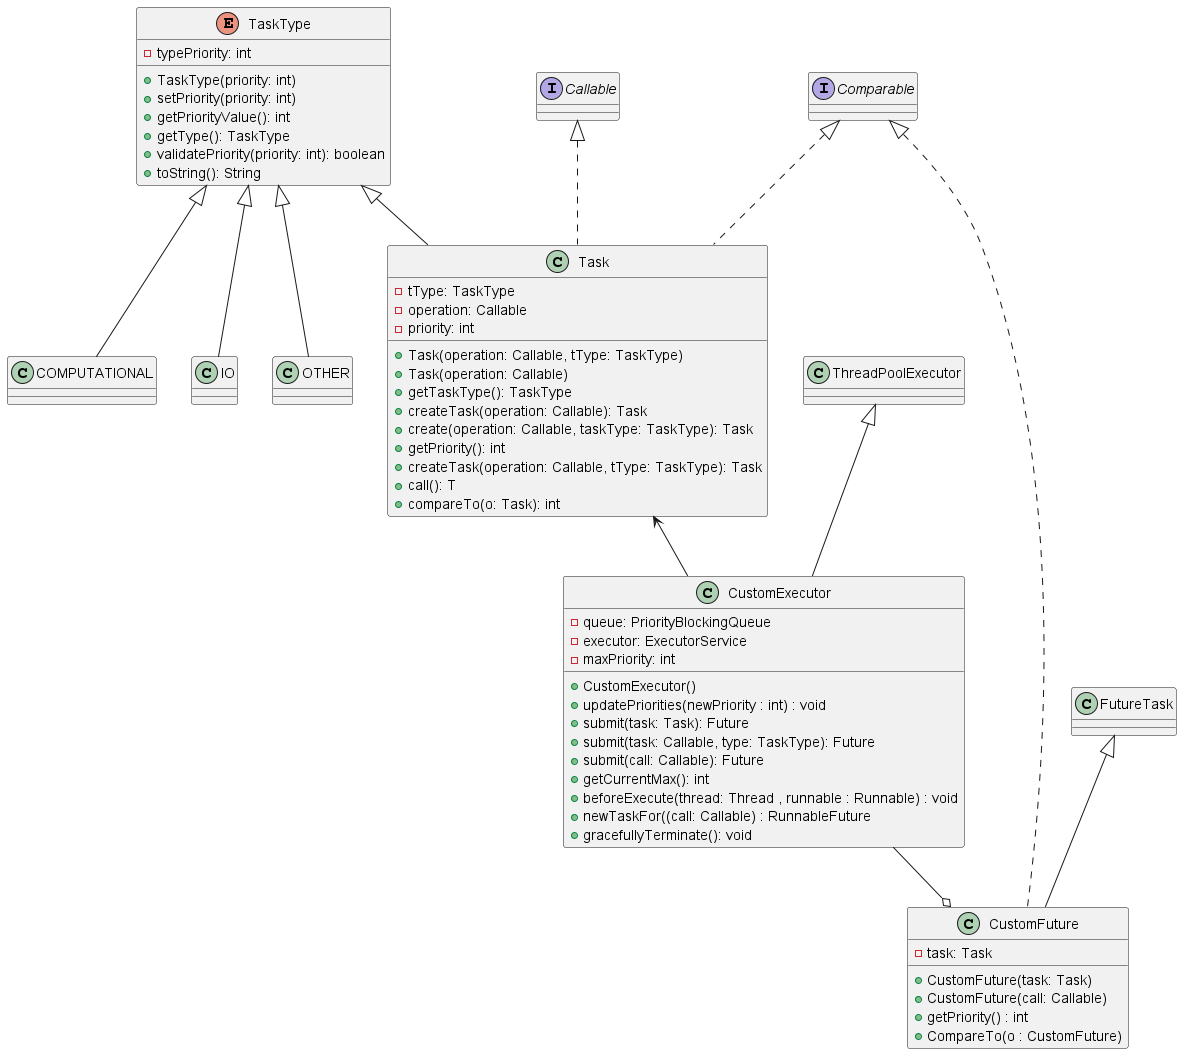 E TaskType
typePriority: int
TaskType(priority: int)
setPriority(priority: int)
getPriorityValue(): int
getType(): TaskType
validatePriority(priority: int): boolean
toString(): String
I Callable
I Comparable
C Task
tType: TaskType
operation: Callable
priority: int
Task(operation: Callable, tType: TaskType)
Task(operation: Callable)
getTaskType(): TaskType
createTask(operation: Callable): Task
create(operation: Callable, taskType: TaskType): Task
getPriority(): int
createTask(operation: Callable, tType: TaskType): Task
call(): T
compareTo(o: Task): int
C COMPUTATIONAL
C IO
C OTHER
C ThreadPoolExecutor
C CustomExecutor
queue: PriorityBlockingQueue
executor: ExecutorService
maxPriority: int
CustomExecutor()
updatePriorities(newPriority : int) : void
submit(task: Task): Future
submit(task: Callable, type: TaskType): Future
submit(call: Callable): Future
getCurrentMax(): int
beforeExecute(thread: Thread , runnable : Runnable) : void
newTaskFor((call: Callable) : RunnableFuture
gracefullyTerminate(): void
C FutureTask
C CustomFuture
task: Task
CustomFuture(task: Task)
CustomFuture(call: Callable)
getPriority() : int
CompareTo(o : CustomFuture)